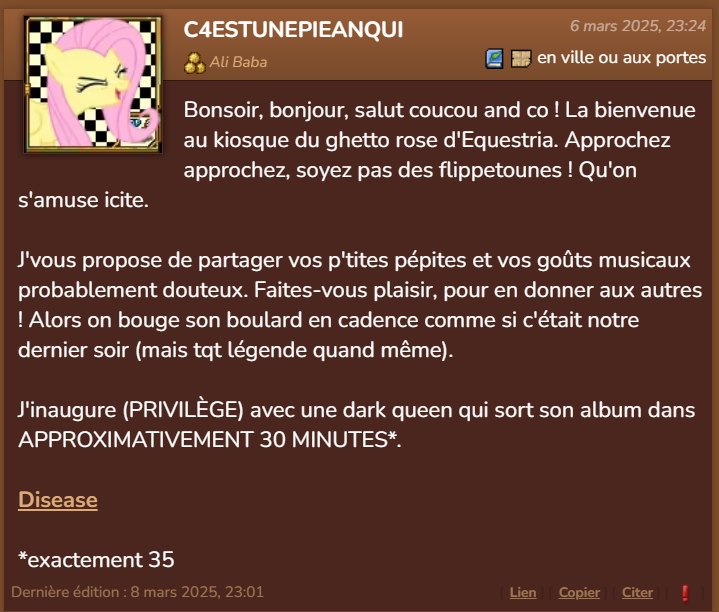 C4ESTUNEPIEANQUI
6 mars 2025, 23:24
Ali Baba
en ville ou aux portes
Bonsoir, bonjour, salut coucou and co ! La bienvenue
au kiosque du ghetto rose d'Equestria. Approchez
approchez, soyez pas des flippetounes ! Qu'on
s'amuse icite.
J'vous propose de partager vos p'tites pépites et vos goûts musicaux
probablement douteux. Faites-vous plaisir, pour en donner aux autres
! Alors on bouge son boulard en cadence comme si c'était notre
dernier soir (mais tqt légende quand même).
J'inaugure (PRIVILÈGE) avec une dark queen qui sort son album dans
APPROXIMATIVEMENT 30 MINUTES*.
Disease
*exactement 35
Dernière édition : 8 mars 2025, 23:01
| Lien | Copier | Citer |